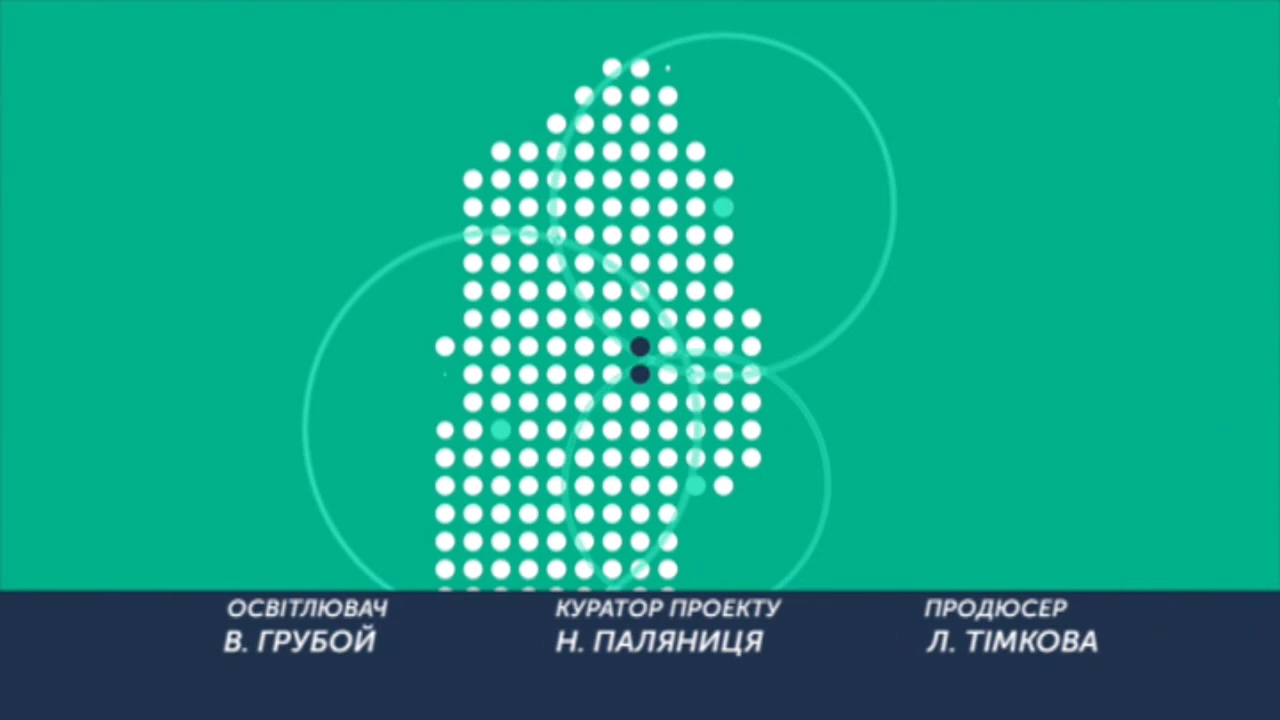 ОСВІТЛЮВАЧ КУРАТОР ПРОЕКТУ ПРОДЮСЕР
В. ГРУБОЙ Н. ПАЛЯНИЦЯ Л. ТІМКОВА